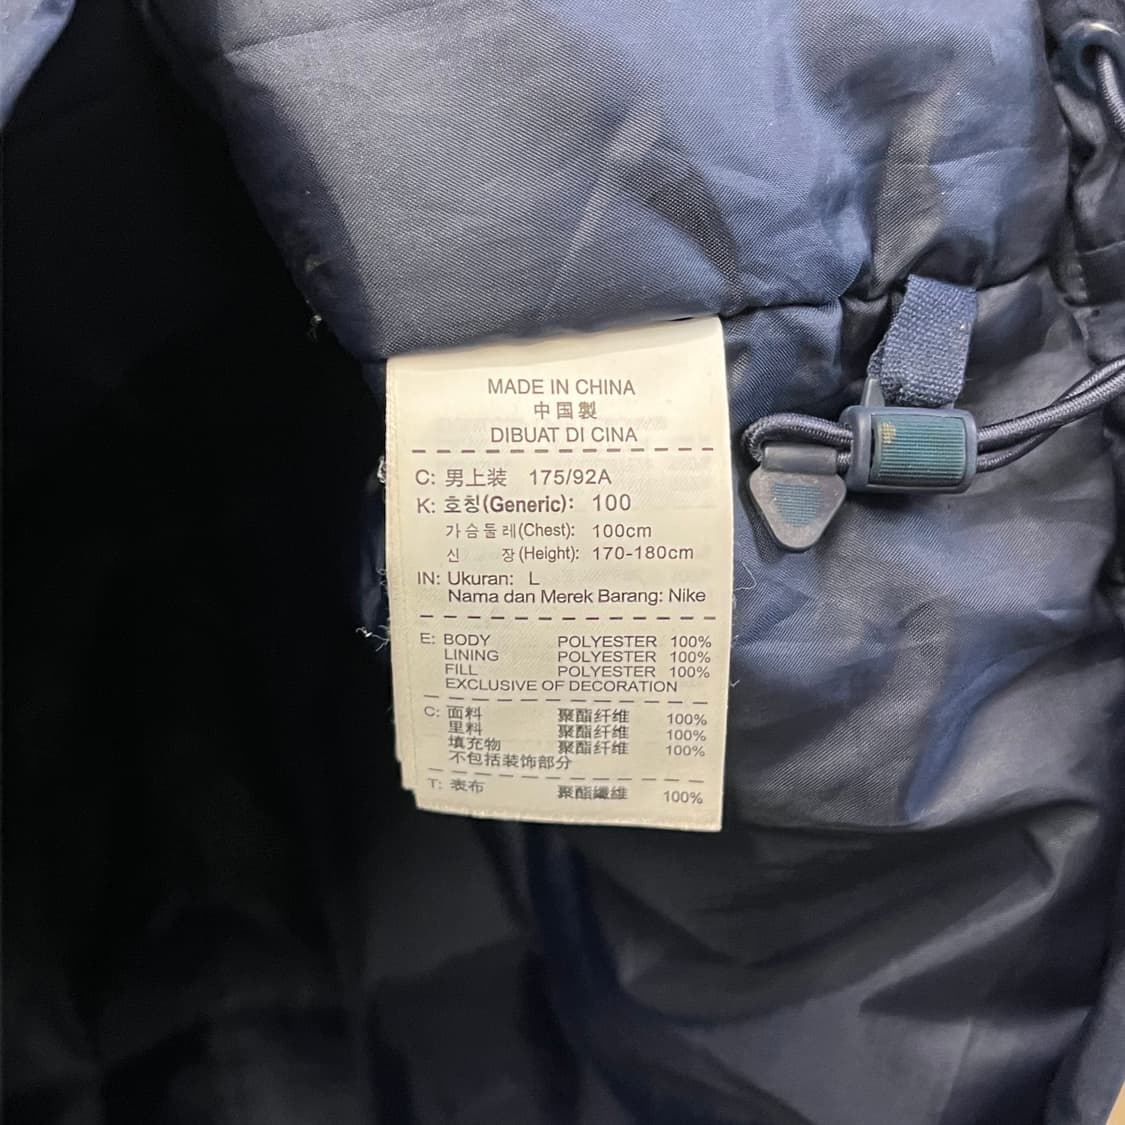 MADE IN CHINA
中国製
DIBUAT DI CINA
C: 男上装 175/92A
K: 호칭(Generic): 100
가슴둘레(Chest): 100cm
신 장(Height): 170-180cm
IN: Ukuran: L
Nama dan Merek Barang: Nike
E: BODY POLYESTER 100%
LINING POLYESTER 100%
FILL POLYESTER 100%
EXCLUSIVE OF DECORATION
C: 面料 聚酯纤维 100%
里料 聚酯纤维 100%
填充物 聚酯纤维 100%
不包括装饰部分
T: 表布 聚酯纖維 100%